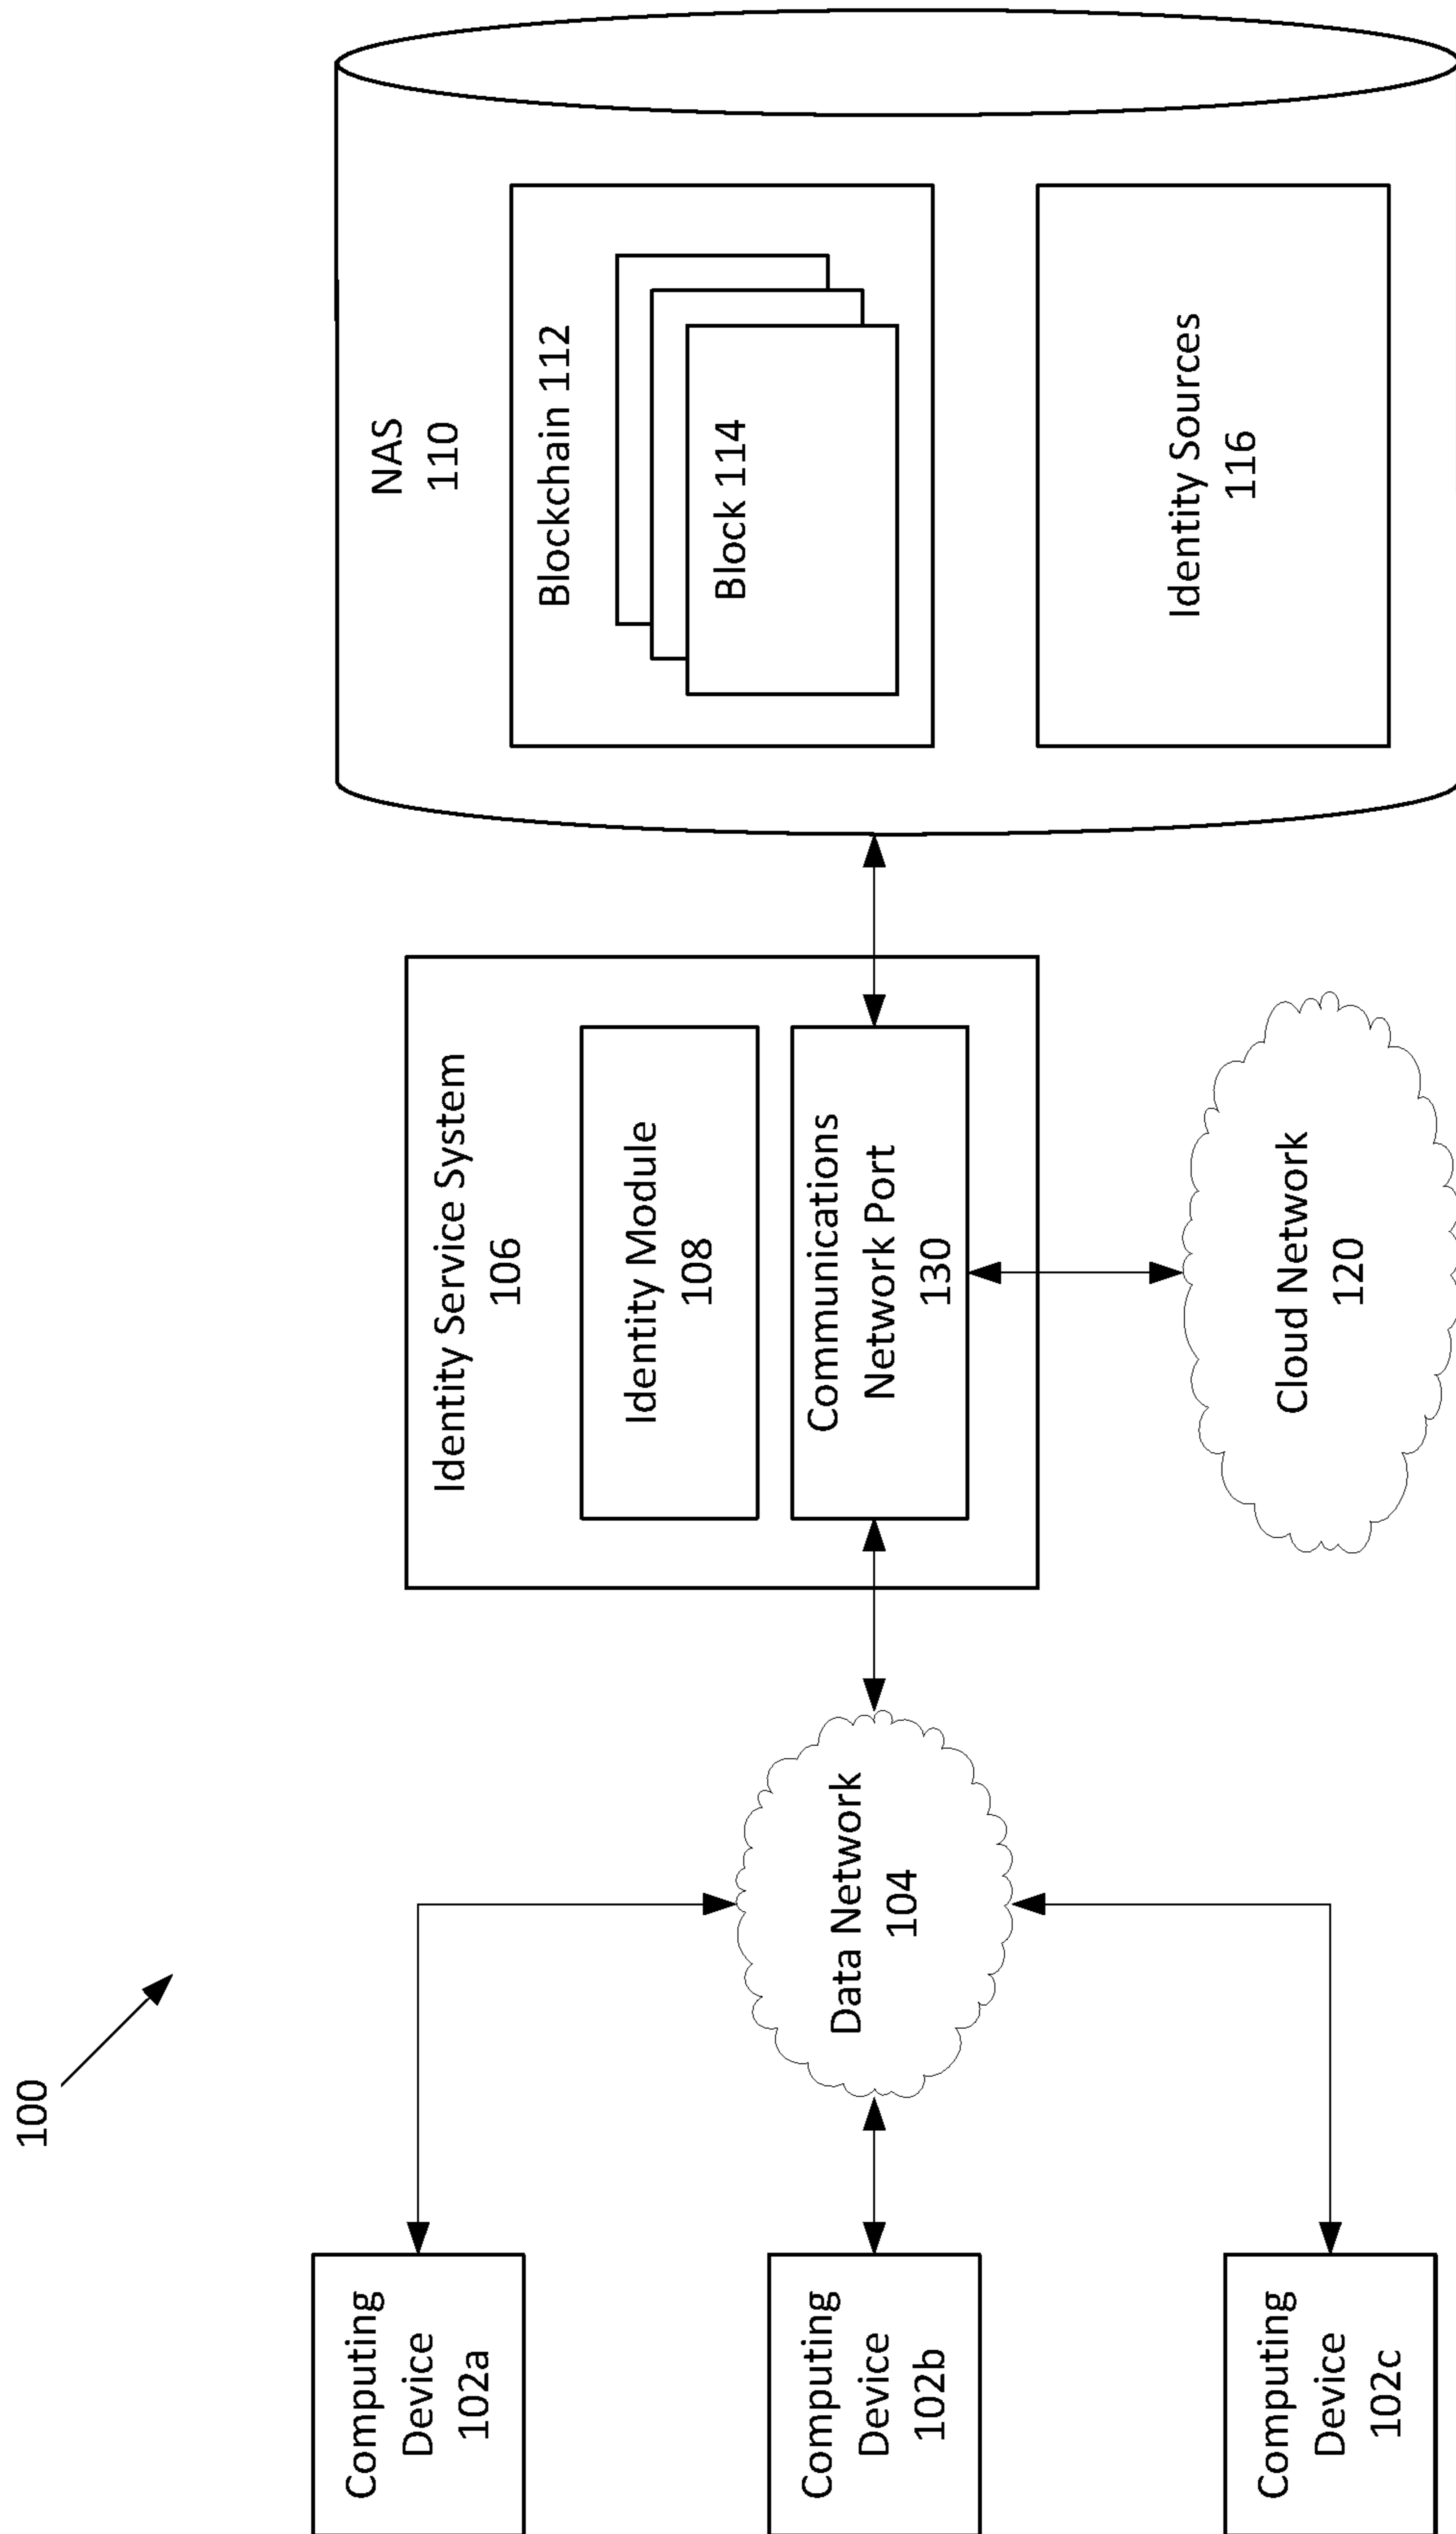 100
Computing
Device
102a
Computing
Device
102b
Computing
Device
102c
Data Network
104
Identity Service System
106
Identity Module
108
Communications
Network Port
130
Cloud Network
120
NAS
110
Blockchain 112
Block 114
Identity Sources
116